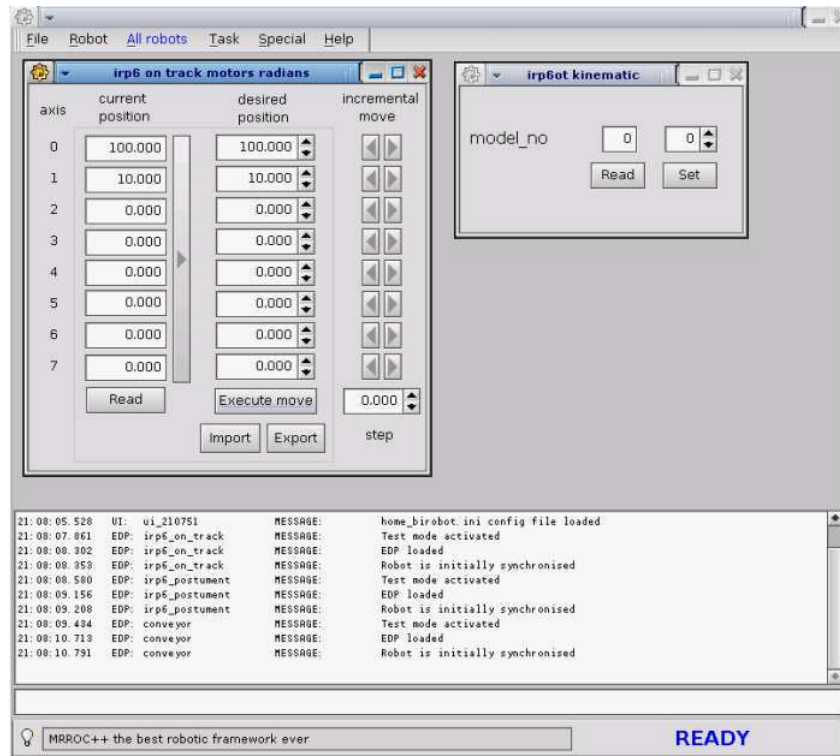 File Robot All robots Task Special Help
irp6 on track motors radians
axis current position desired position incremental move
0 100.000 100.000
1 10.000 10.000
2 0.000 0.000
3 0.000 0.000
4 0.000 0.000
5 0.000 0.000
6 0.000 0.000
7 0.000 0.000
Read Execute move 0.000
Import Export step
irp6ot kinematic
model_no 0 0
Read Set
21:08:05.528 UI: ui_210751 MESSAGE: home_birobot.ini config file loaded
21:08:07.861 EDP: irp6_on_track MESSAGE: Test mode activated
21:08:08.302 EDP: irp6_on_track MESSAGE: EDP loaded
21:08:08.353 EDP: irp6_on_track MESSAGE: Robot is initially synchronised
21:08:08.580 EDP: irp6_postument MESSAGE: Test mode activated
21:08:09.156 EDP: irp6_postument MESSAGE: EDP loaded
21:08:09.208 EDP: irp6_postument MESSAGE: Robot is initially synchronised
21:08:09.434 EDP: conveyor MESSAGE: Test mode activated
21:08:10.713 EDP: conveyor MESSAGE: EDP loaded
21:08:10.791 EDP: conveyor MESSAGE: Robot is initially synchronised
MRROC++ the best robotic framework ever
READY